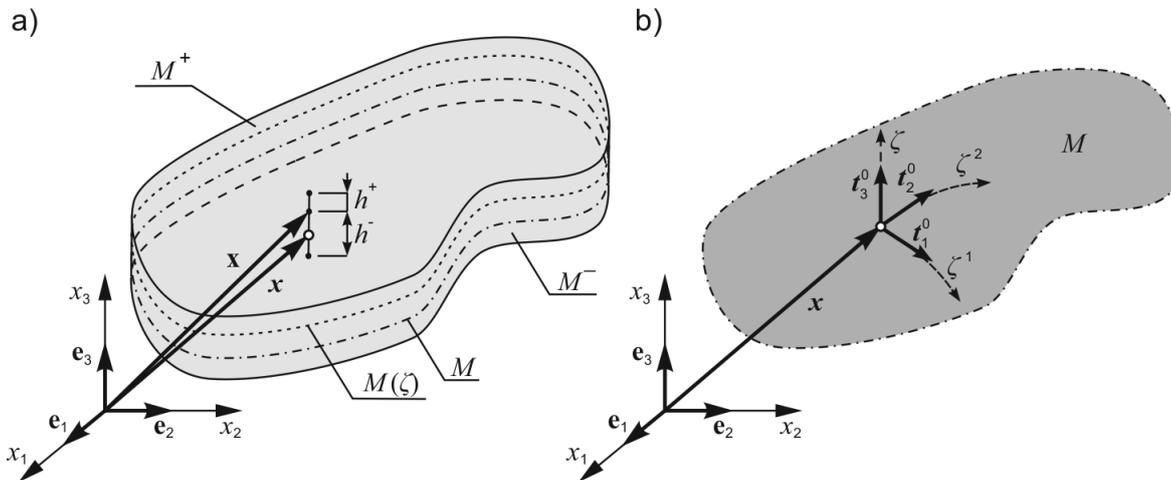 a)
M⁺
h⁺
h⁻
x
x
M⁻
x₃
e₃
M(ζ)
M
e₁
e₂
x₂
x₁
b)
ζ
M
t₃⁰
t₂⁰
ζ²
t₁⁰
ζ¹
x
x₃
e₃
e₁
e₂
x₂
x₁